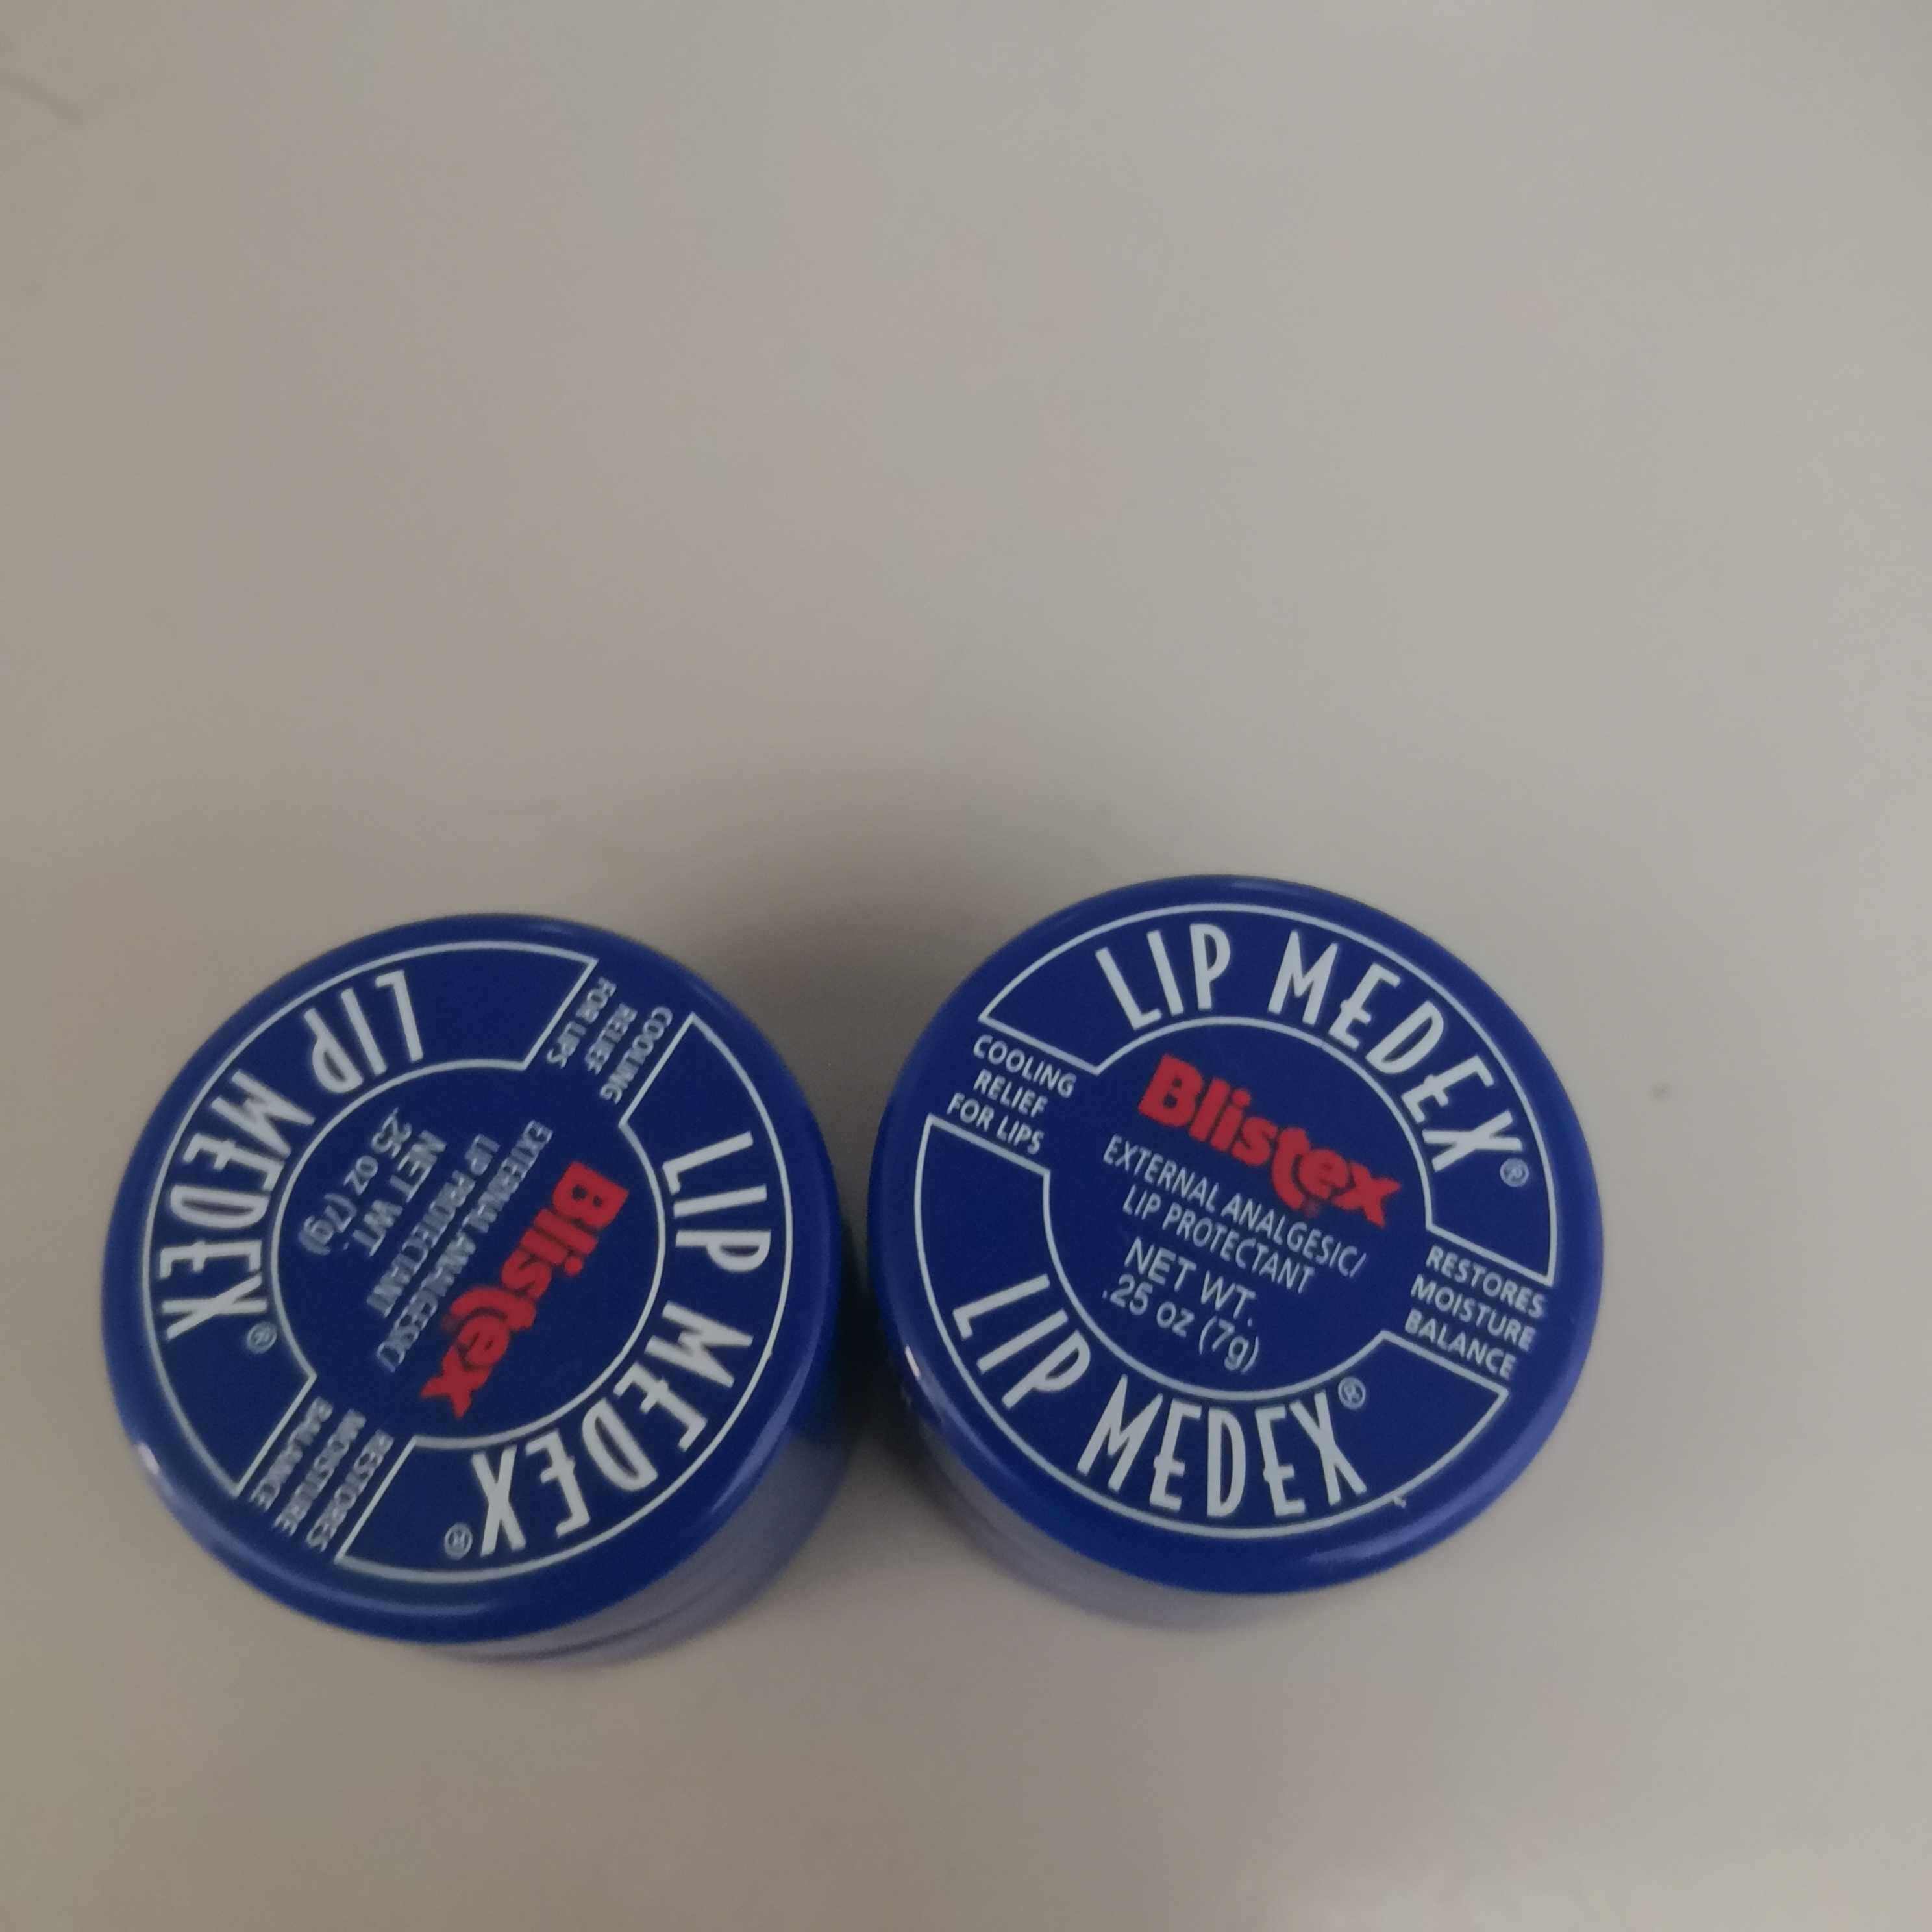 LIP MEDEX®
COOLING
RELIEF
FOR LIPS
Blistex
EXTERNAL ANALGESIC/
LIP PROTECTANT
NET WT.
.25 oz (7g)
RESTORES
MOISTURE
BALANCE
LIP MEDEX®
LIP MEDEX®
COOLING
RELIEF
FOR LIPS
Blistex®
EXTERNAL ANALGESIC/
LIP PROTECTANT
NET WT.
.25 oz (7g)
RESTORES
MOISTURE
BALANCE
LIP MEDEX®